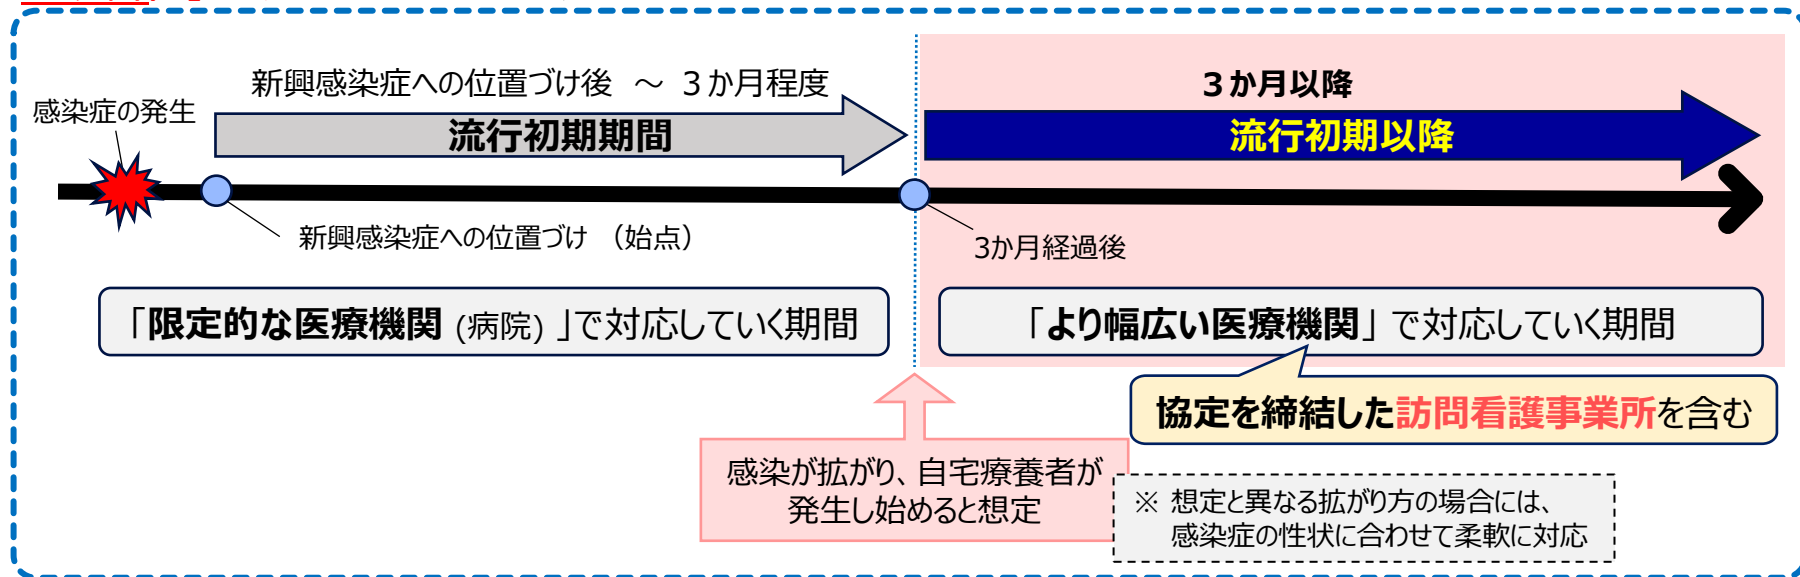 新興感染症への位置づけ後 ～ 3か月程度
3か月以降
感染症の発生
流行初期期間
流行初期以降
新興感染症への位置づけ （始点）
3か月経過後
「限定的な医療機関 (病院) 」で対応していく期間
「より幅広い医療機関」 で対応していく期間
協定を締結した訪問看護事業所を含む
感染が拡がり、自宅療養者が
発生し始めると想定
※ 想定と異なる拡がり方の場合には、
感染症の性状に合わせて柔軟に対応